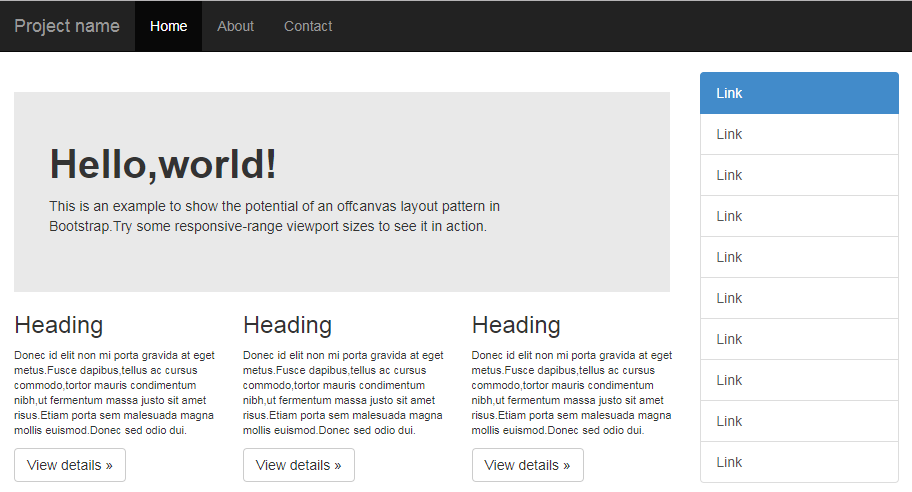 Project name Home About Contact
Hello,world!
This is an example to show the potential of an offcanvas layout pattern in
Bootstrap.Try some responsive-range viewport sizes to see it in action.
Heading
Donec id elit non mi porta gravida at eget
metus.Fusce dapibus,tellus ac cursus
commodo,tortor mauris condimentum
nibh,ut fermentum massa justo sit amet
risus.Etiam porta sem malesuada magna
mollis euismod.Donec sed odio dui.
View details »
Heading
Donec id elit non mi porta gravida at eget
metus.Fusce dapibus,tellus ac cursus
commodo,tortor mauris condimentum
nibh,ut fermentum massa justo sit amet
risus.Etiam porta sem malesuada magna
mollis euismod.Donec sed odio dui.
View details »
Heading
Donec id elit non mi porta gravida at eget
metus.Fusce dapibus,tellus ac cursus
commodo,tortor mauris condimentum
nibh,ut fermentum massa justo sit amet
risus.Etiam porta sem malesuada magna
mollis euismod.Donec sed odio dui.
View details »
Link
Link
Link
Link
Link
Link
Link
Link
Link
Link